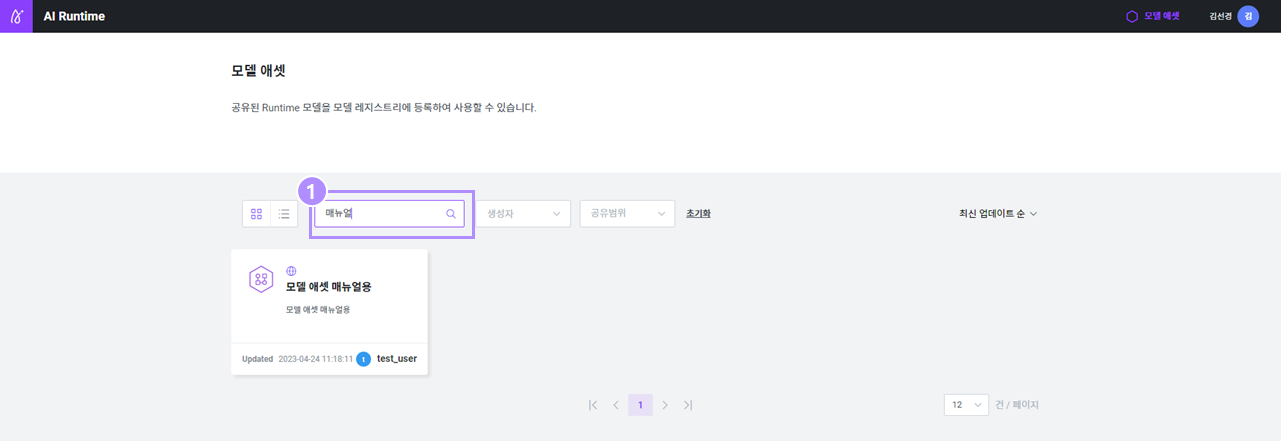 AI Runtime
모델 애셋
김선경
김
모델 애셋
공유된 Runtime 모델을 모델 레지스트리에 등록하여 사용할 수 있습니다.
1
매뉴얼
생성자
공유범위
초기화
최신 업데이트 순
모델 애셋 매뉴얼용
모델 애셋 매뉴얼용
Updated 2023-04-24 11:18:11 t test_user
1
12 건 / 페이지